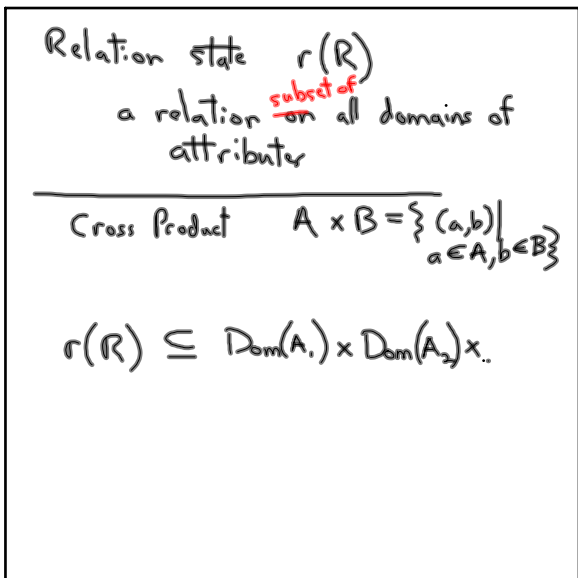 Relation state r(R)
subset of
a relation on all domains of
attributes
Cross Product A × B = { (a,b) |
a ∈ A, b ∈ B}
r(R) ⊆ Dom(A₁) × Dom(A₂) × ..